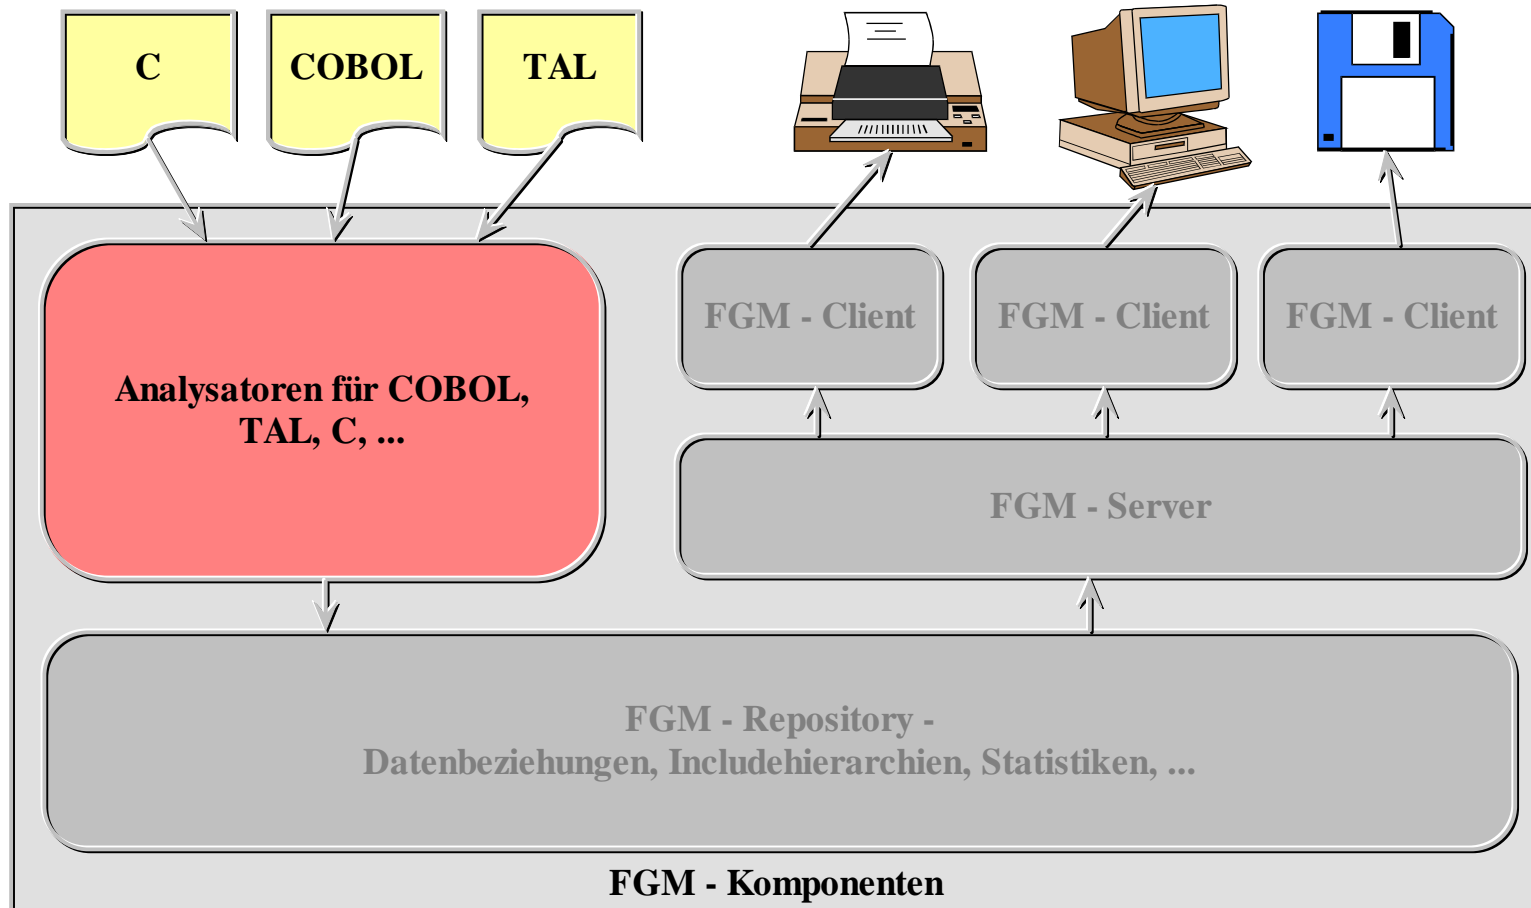 C
COBOL
TAL
Analysatoren für COBOL,
TAL, C, ...
FGM - Client
FGM - Client
FGM - Client
FGM - Server
FGM - Repository -
Datenbeziehungen, Includehierarchien, Statistiken, ...
FGM - Komponenten